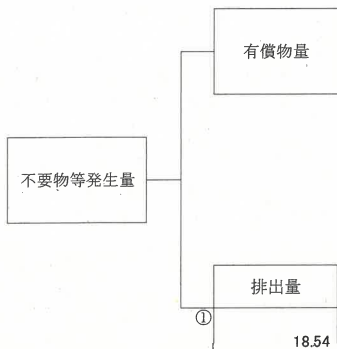 有償物量
不要物等発生量
排出量
①
18.54